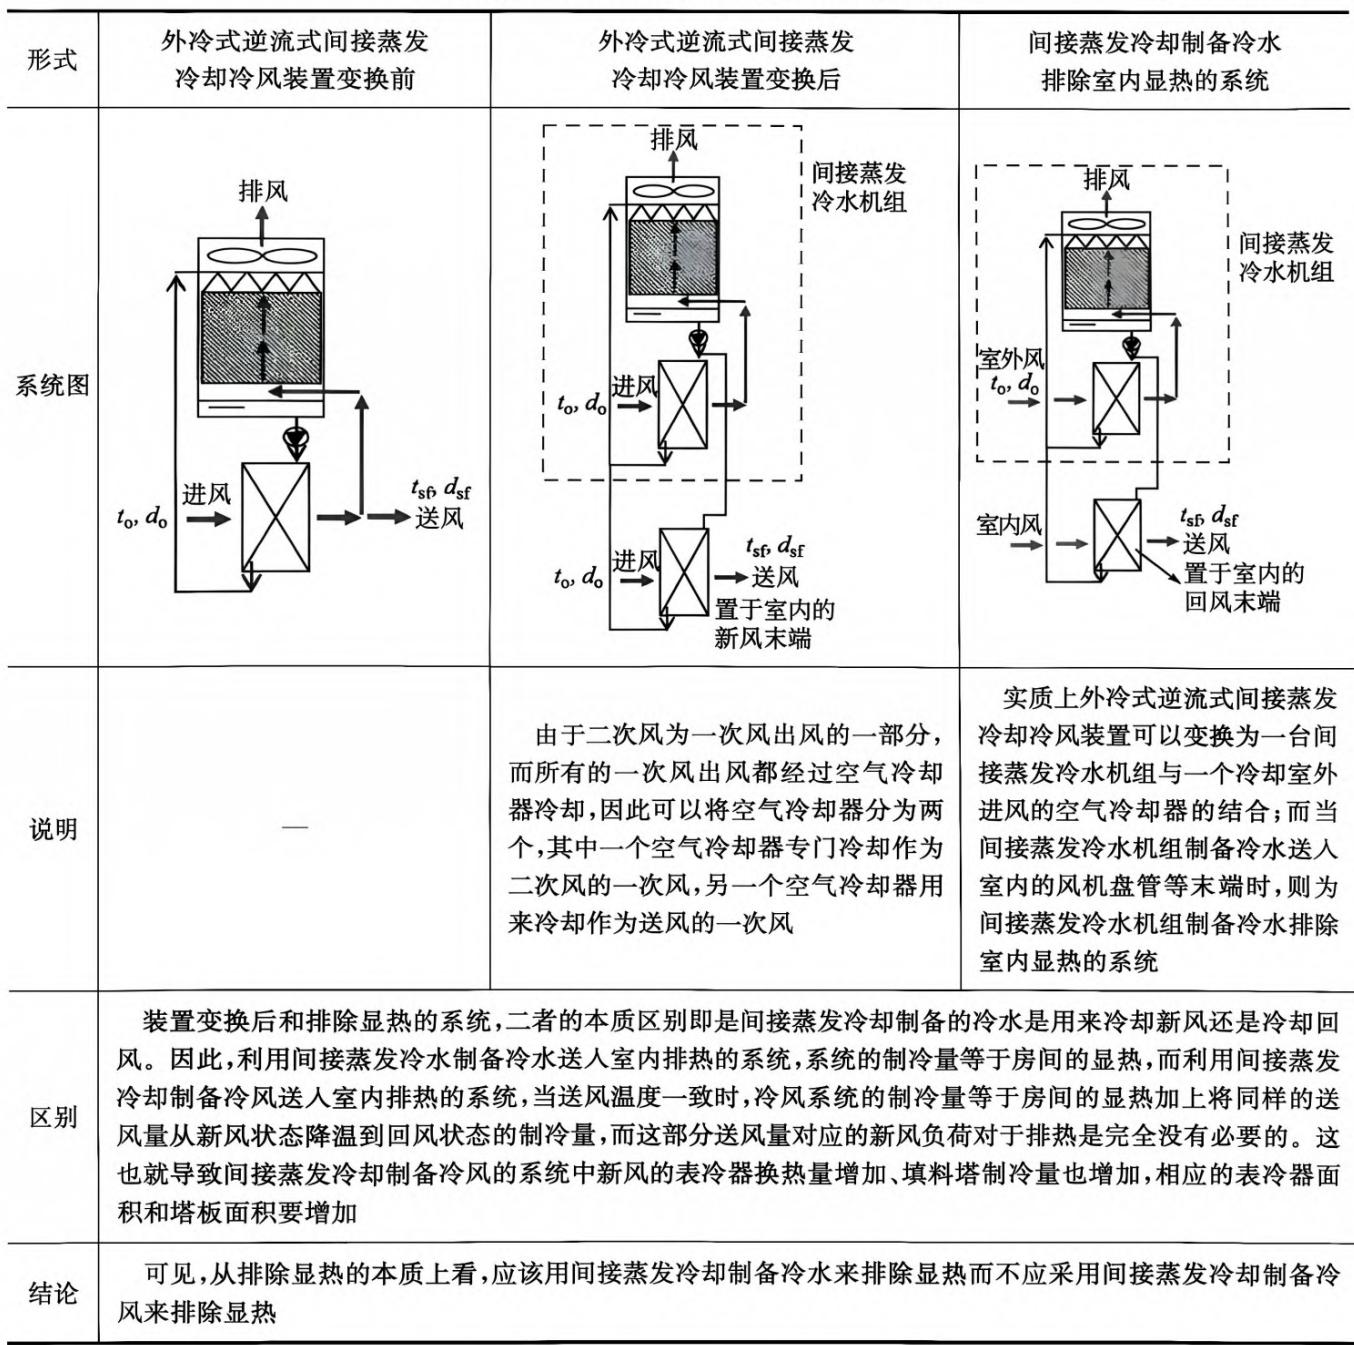 形式
外冷式逆流式间接蒸发
冷却冷风装置变换前
外冷式逆流式间接蒸发
冷却冷风装置变换后
间接蒸发冷却制备冷水
排除室内显热的系统
系统图
排风
进风
to, do
tsf, dsf
送风
排风
间接蒸发
冷水机组
进风
to, do
进风
to, do
tsf, dsf
送风
置于室内的
新风末端
排风
间接蒸发
冷水机组
室外风
to, do
室内风
tsf, dsf
送风
置于室内的
回风末端
说明
—
由于二次风为一次风出风的一部分，
而所有的一次风出风都经过空气冷却
器冷却，因此可以将空气冷却器分为两
个，其中一个空气冷却器专门冷却作为
二次风的一次风，另一个空气冷却器用
来冷却作为送风的一次风
实质上外冷式逆流式间接蒸发
冷却冷风装置可以变换为一台间
接蒸发冷水机组与一个冷却室外
进风的空气冷却器的结合；而当
间接蒸发冷水机组制备冷水送入
室内的风机盘管等末端时，则为
间接蒸发冷水机组制备冷水排除
室内显热的系统
区别
装置变换后和排除显热的系统，二者的本质区别即是间接蒸发冷却制备的冷水是用来冷却新风还是冷却回
风。因此，利用间接蒸发冷水制备冷水送入室内排热的系统，系统的制冷量等于房间的显热，而利用间接蒸发
冷却制备冷风送入室内排热的系统，当送风温度一致时，冷风系统的制冷量等于房间的显热加上将同样的送
风量从新风状态降温到回风状态的制冷量，而这部分送风量对应的新风负荷对于排热是完全没有必要的。这
也就导致间接蒸发冷却制备冷风的系统中新风的表冷器换热量增加、填料塔制冷量也增加，相应的表冷器面
积和塔板面积要增加
结论
可见，从排除显热的本质上看，应该用间接蒸发冷却制备冷水来排除显热而不应采用间接蒸发冷却制备冷
风来排除显热